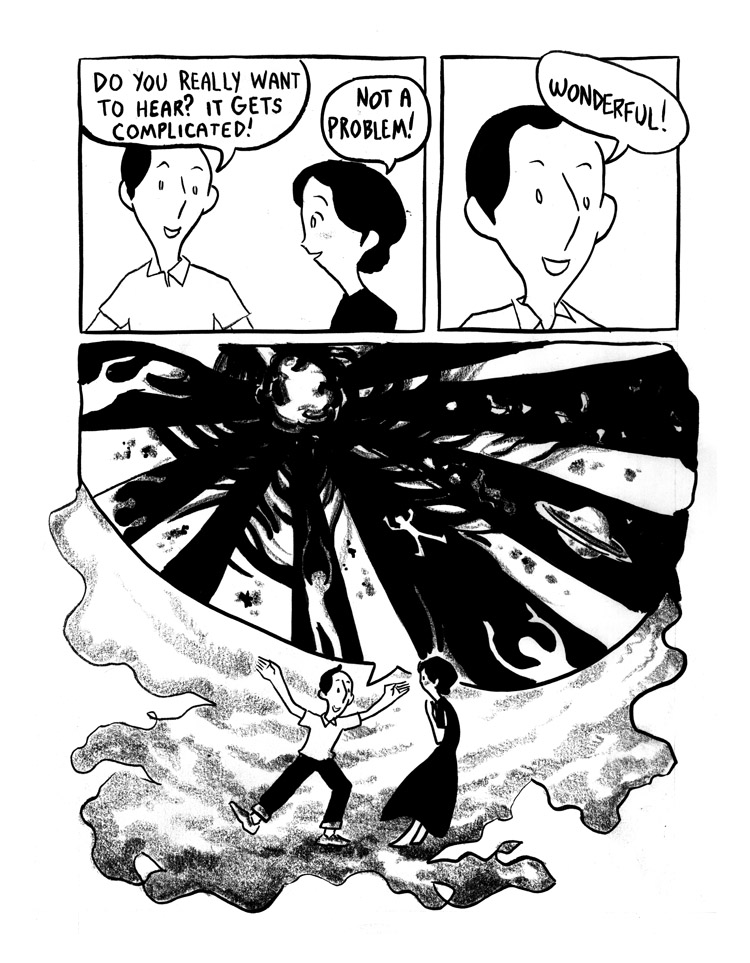 DO YOU REALLY WANT
TO HEAR? IT GETS
COMPLICATED!
NOT A
PROBLEM!
WONDERFUL!